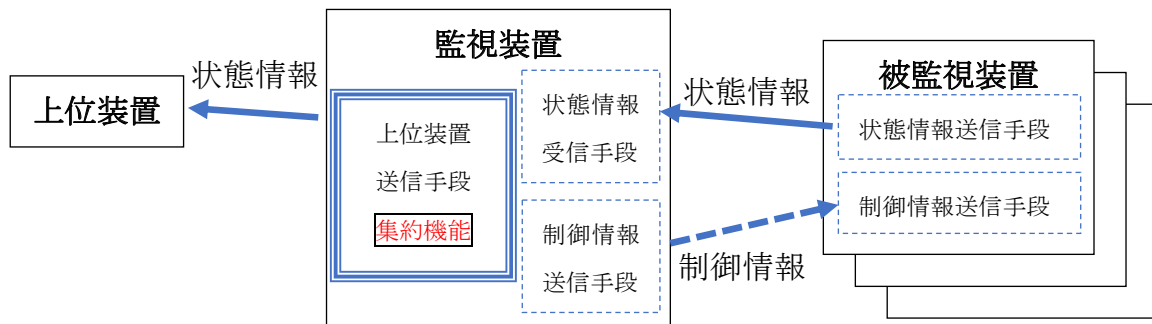 上位装置
状態情報
監視装置
上位装置
送信手段
集約機能
状態情報
受信手段
制御情報
送信手段
状態情報
制御情報
被監視装置
状態情報送信手段
制御情報送信手段